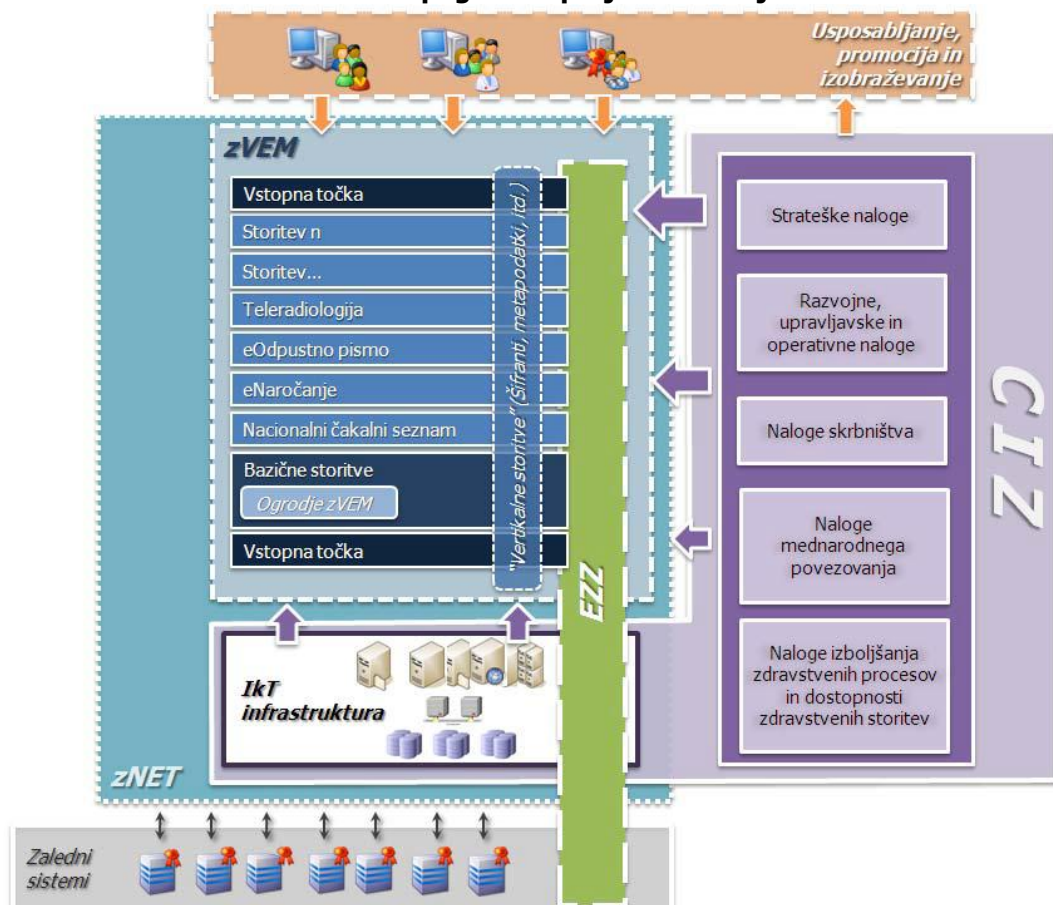 Usposabljanje,
promocija in
izobraževanje
zVEM
Vstopna točka
Storitev n
Storitev...
Teleradiologija
eOdpustno pismo
eNaročanje
Nacionalni čakalni seznam
Bazične storitve
Ogrodje zVEM
Vstopna točka
"Vertikalne storitve" (Šifranti, metapodatki, itd.)
EZZ
Strateške naloge
Razvojne,
upravljavske in
operativne naloge
Naloge skrbništva
Naloge
mednarodnega
povezovanja
Naloge izboljšanja
zdravstvenih procesov
in dostopnosti
zdravstvenih storitev
CIZ
IkT
infrastruktura
zNET
Zaledni
sistemi